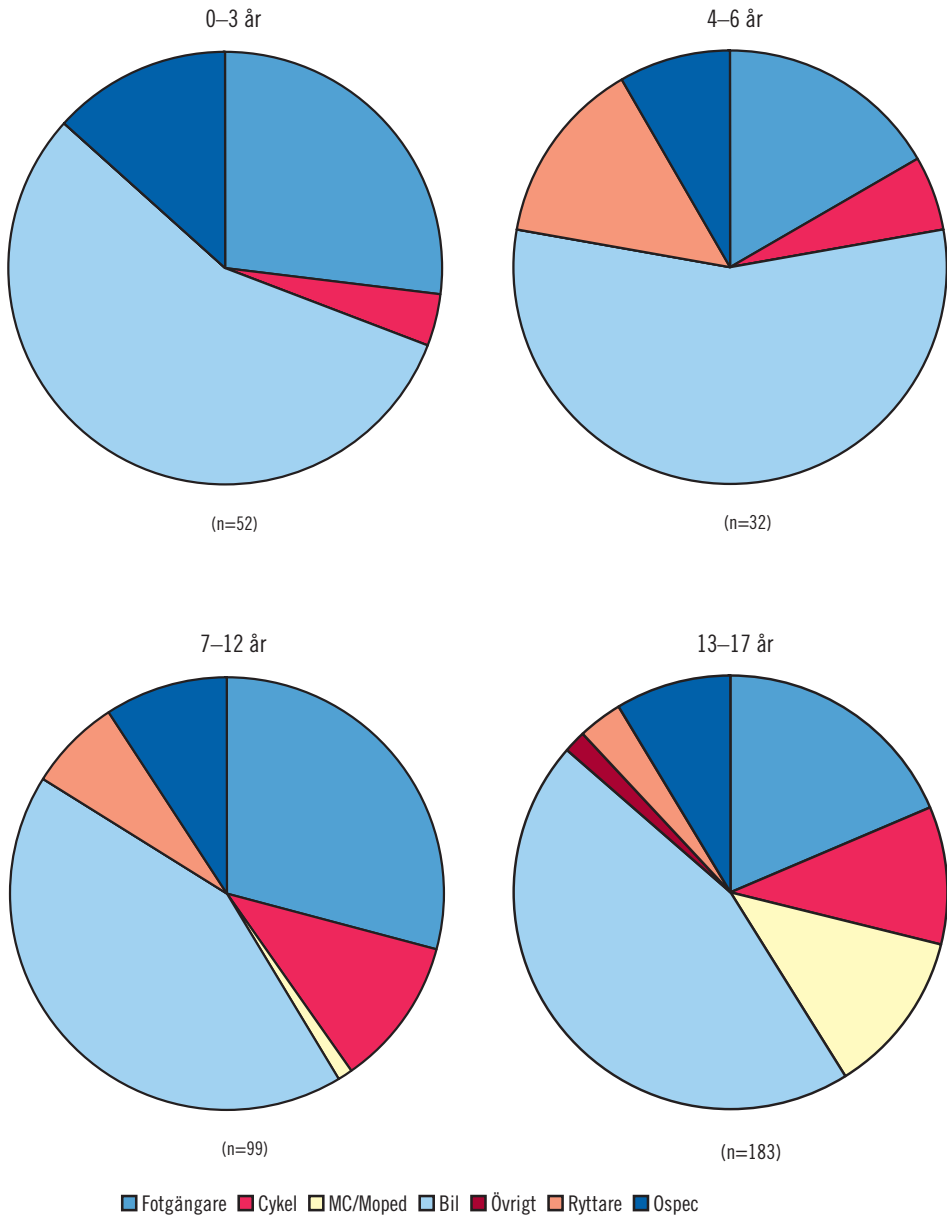 0–3 år
4–6 år
(n=52)
(n=32)
7–12 år
13–17 år
(n=99)
(n=183)
Fotgängare Cykel MC/Moped Bil Övrigt Ryttare Ospec